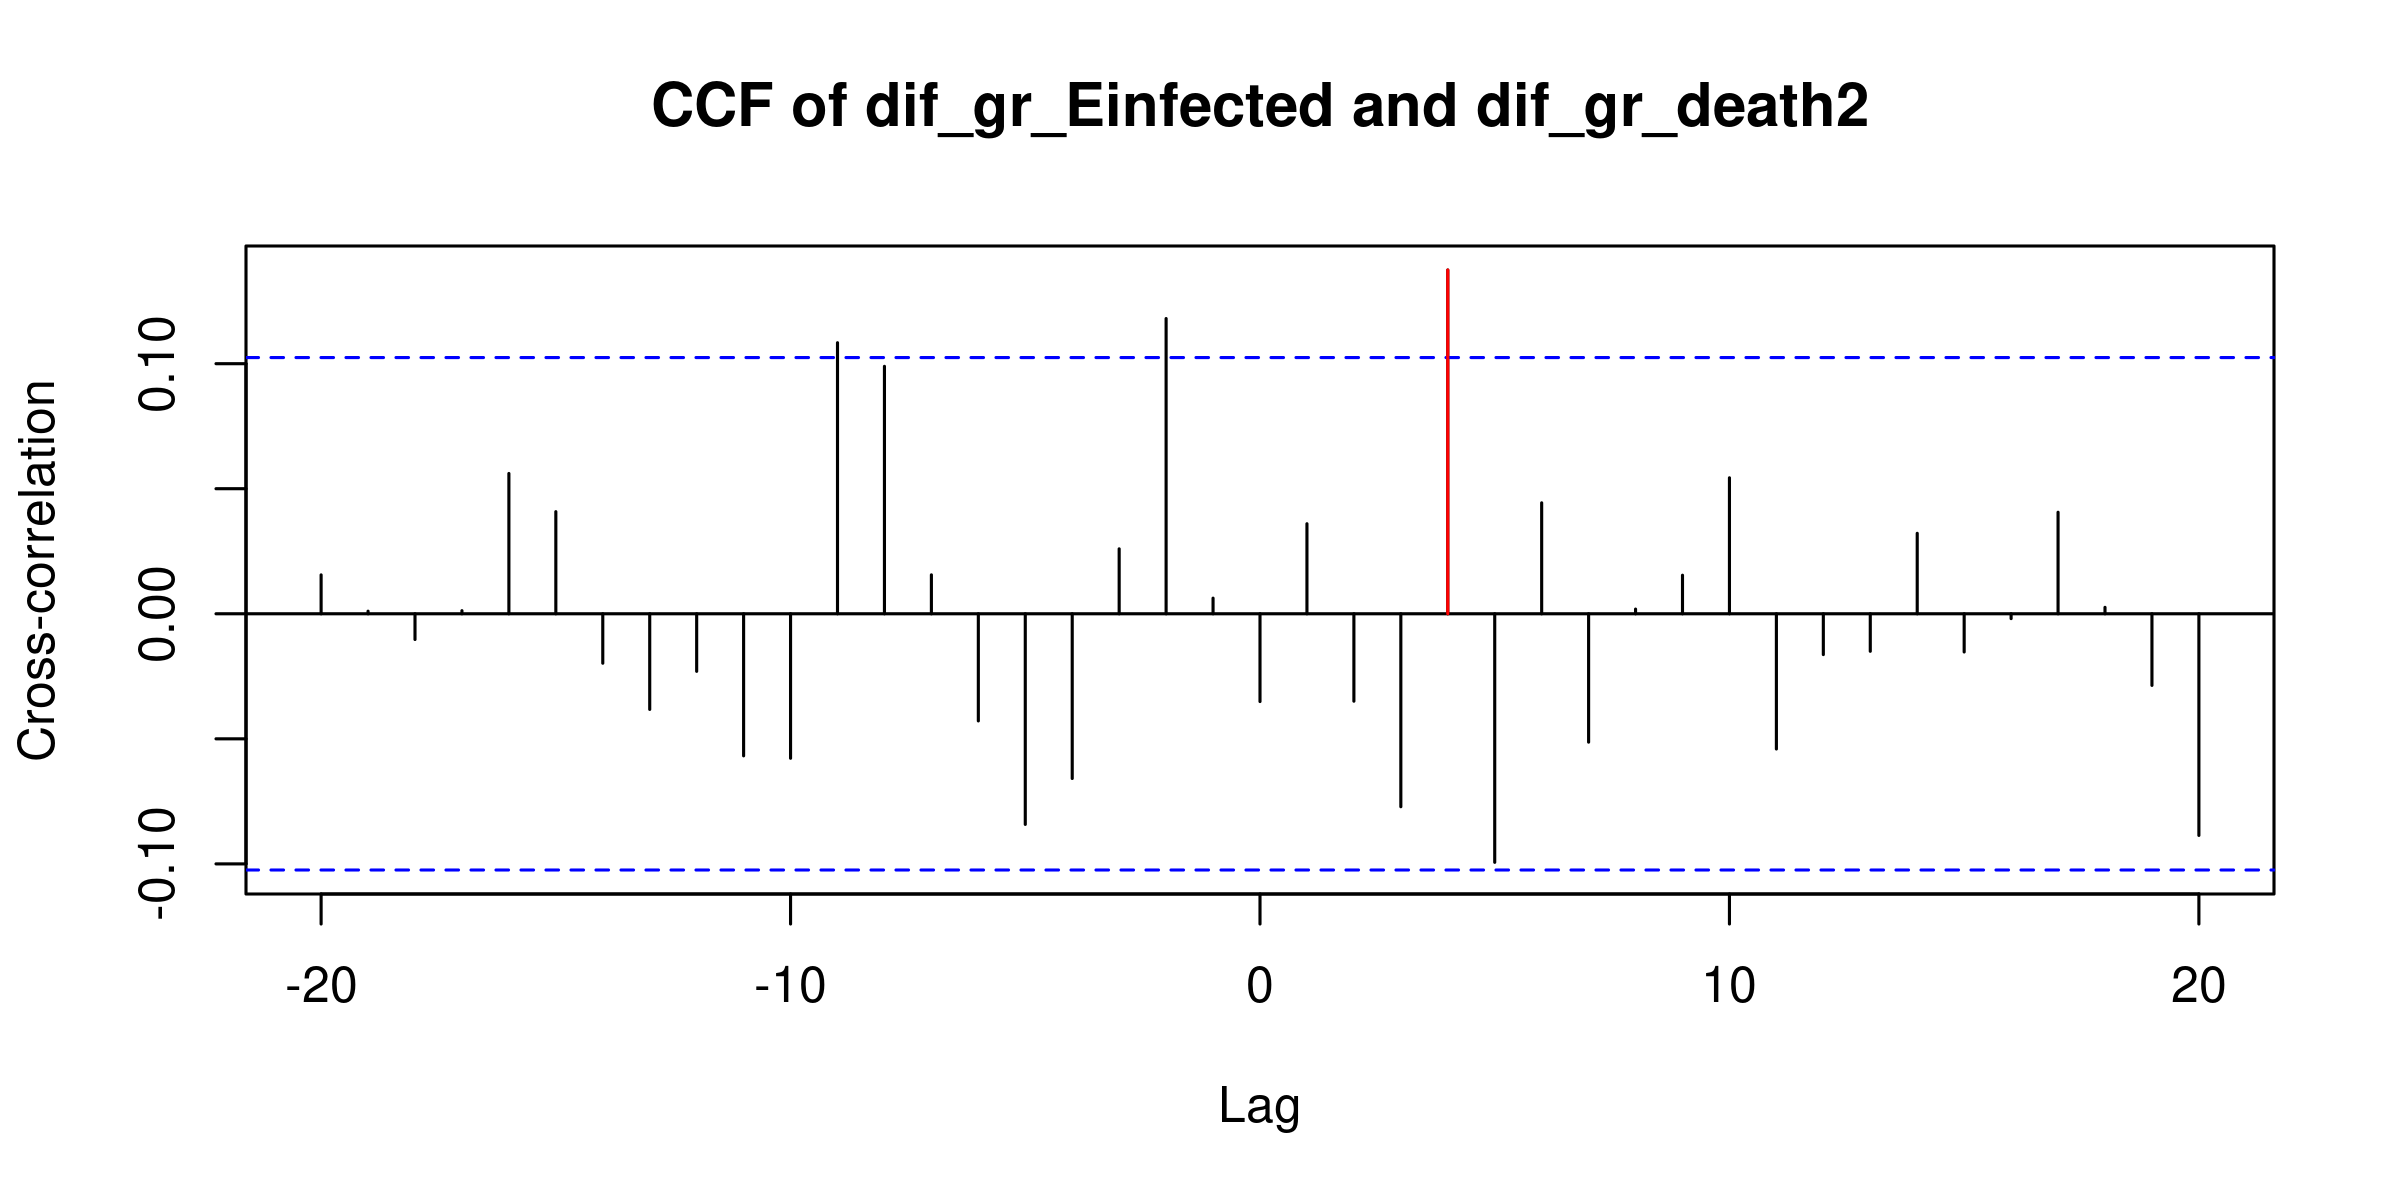 CCF of dif_gr_Einfected and dif_gr_death2
Cross-correlation
0.10
0.00
-0.10
-20 -10 0 10 20
Lag